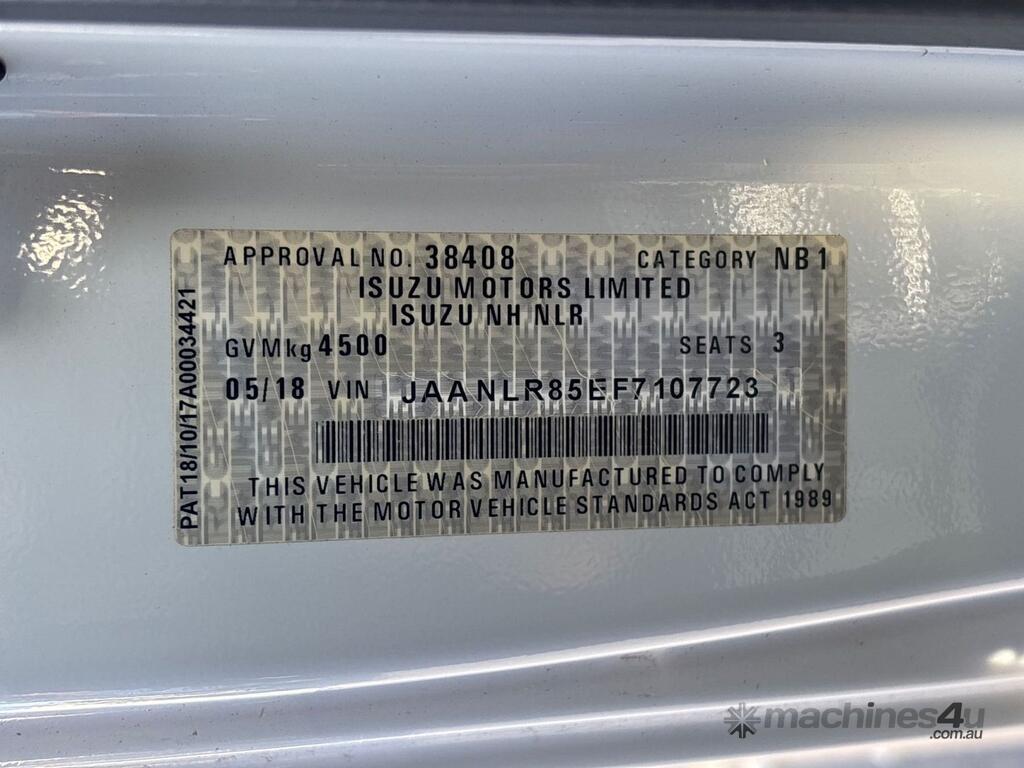 APPROVAL NO. 38408 CATEGORY NB1
ISUZU MOTORS LIMITED
ISUZU NH NLR
GVMkg 4500 SEATS 3
05/18 VIN JAANLR85EF7107723
THIS VEHICLE WAS MANUFACTURED TO COMPLY
WITH THE MOTOR VEHICLE STANDARDS ACT 1989
PAT18/10/17A00034421
machines4u
.com.au